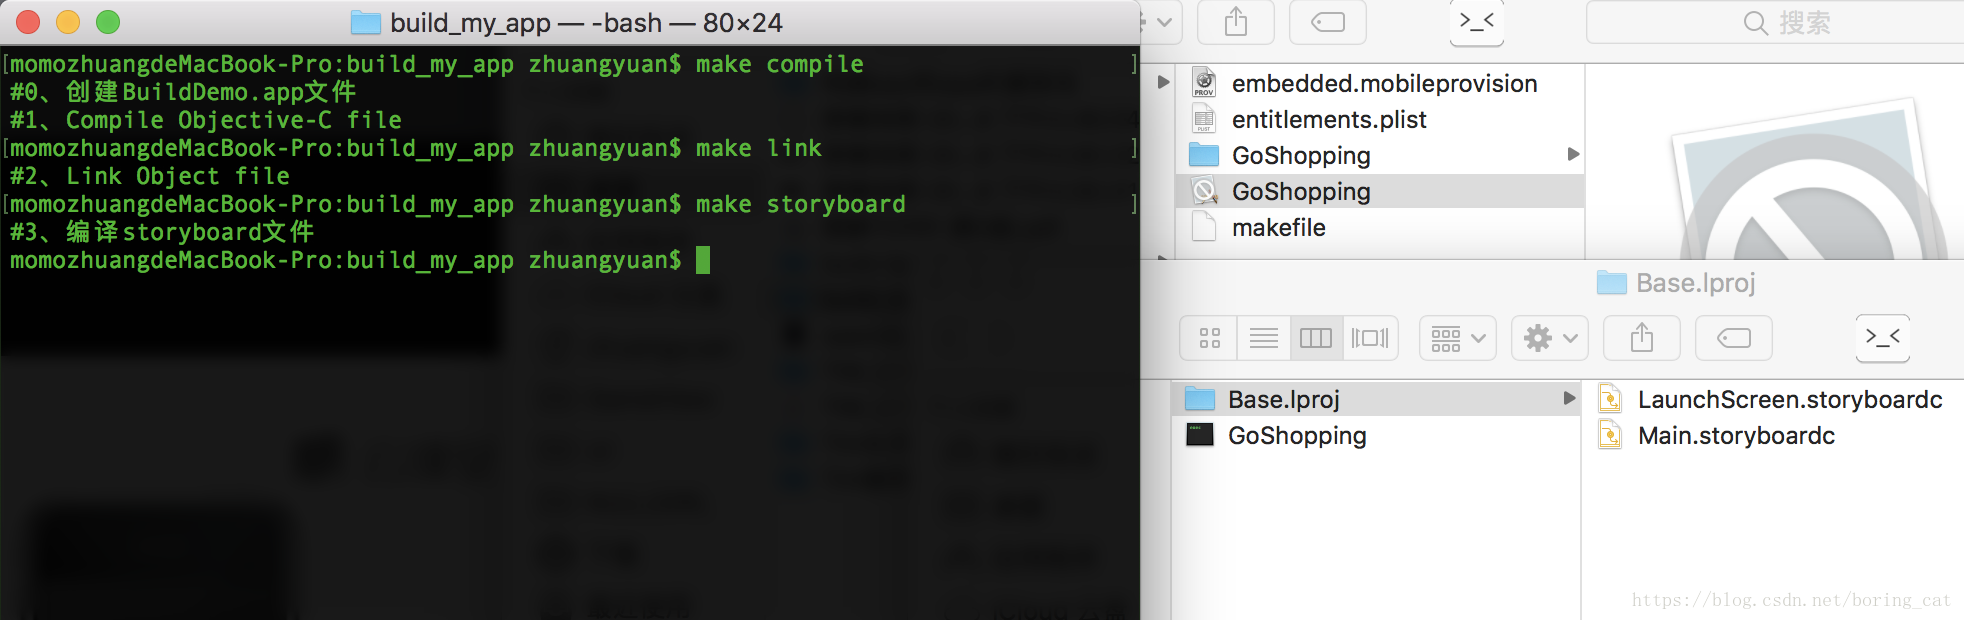 build_my_app — -bash — 80×24
momozhuangdeMacBook-Pro:build_my_app zhuangyuan$ make compile
#0、创建BuildDemo.app文件
#1、Compile Objective-C file
momozhuangdeMacBook-Pro:build_my_app zhuangyuan$ make link
#2、Link Object file
momozhuangdeMacBook-Pro:build_my_app zhuangyuan$ make storyboard
#3、编译storyboard文件
momozhuangdeMacBook-Pro:build_my_app zhuangyuan$
>_<
搜索
embedded.mobileprovision
entitlements.plist
GoShopping
GoShopping
makefile
PROV
PLIST
Base.lproj
>_<
Base.lproj
GoShopping
LaunchScreen.storyboardc
Main.storyboardc
https://blog.csdn.net/boring_cat